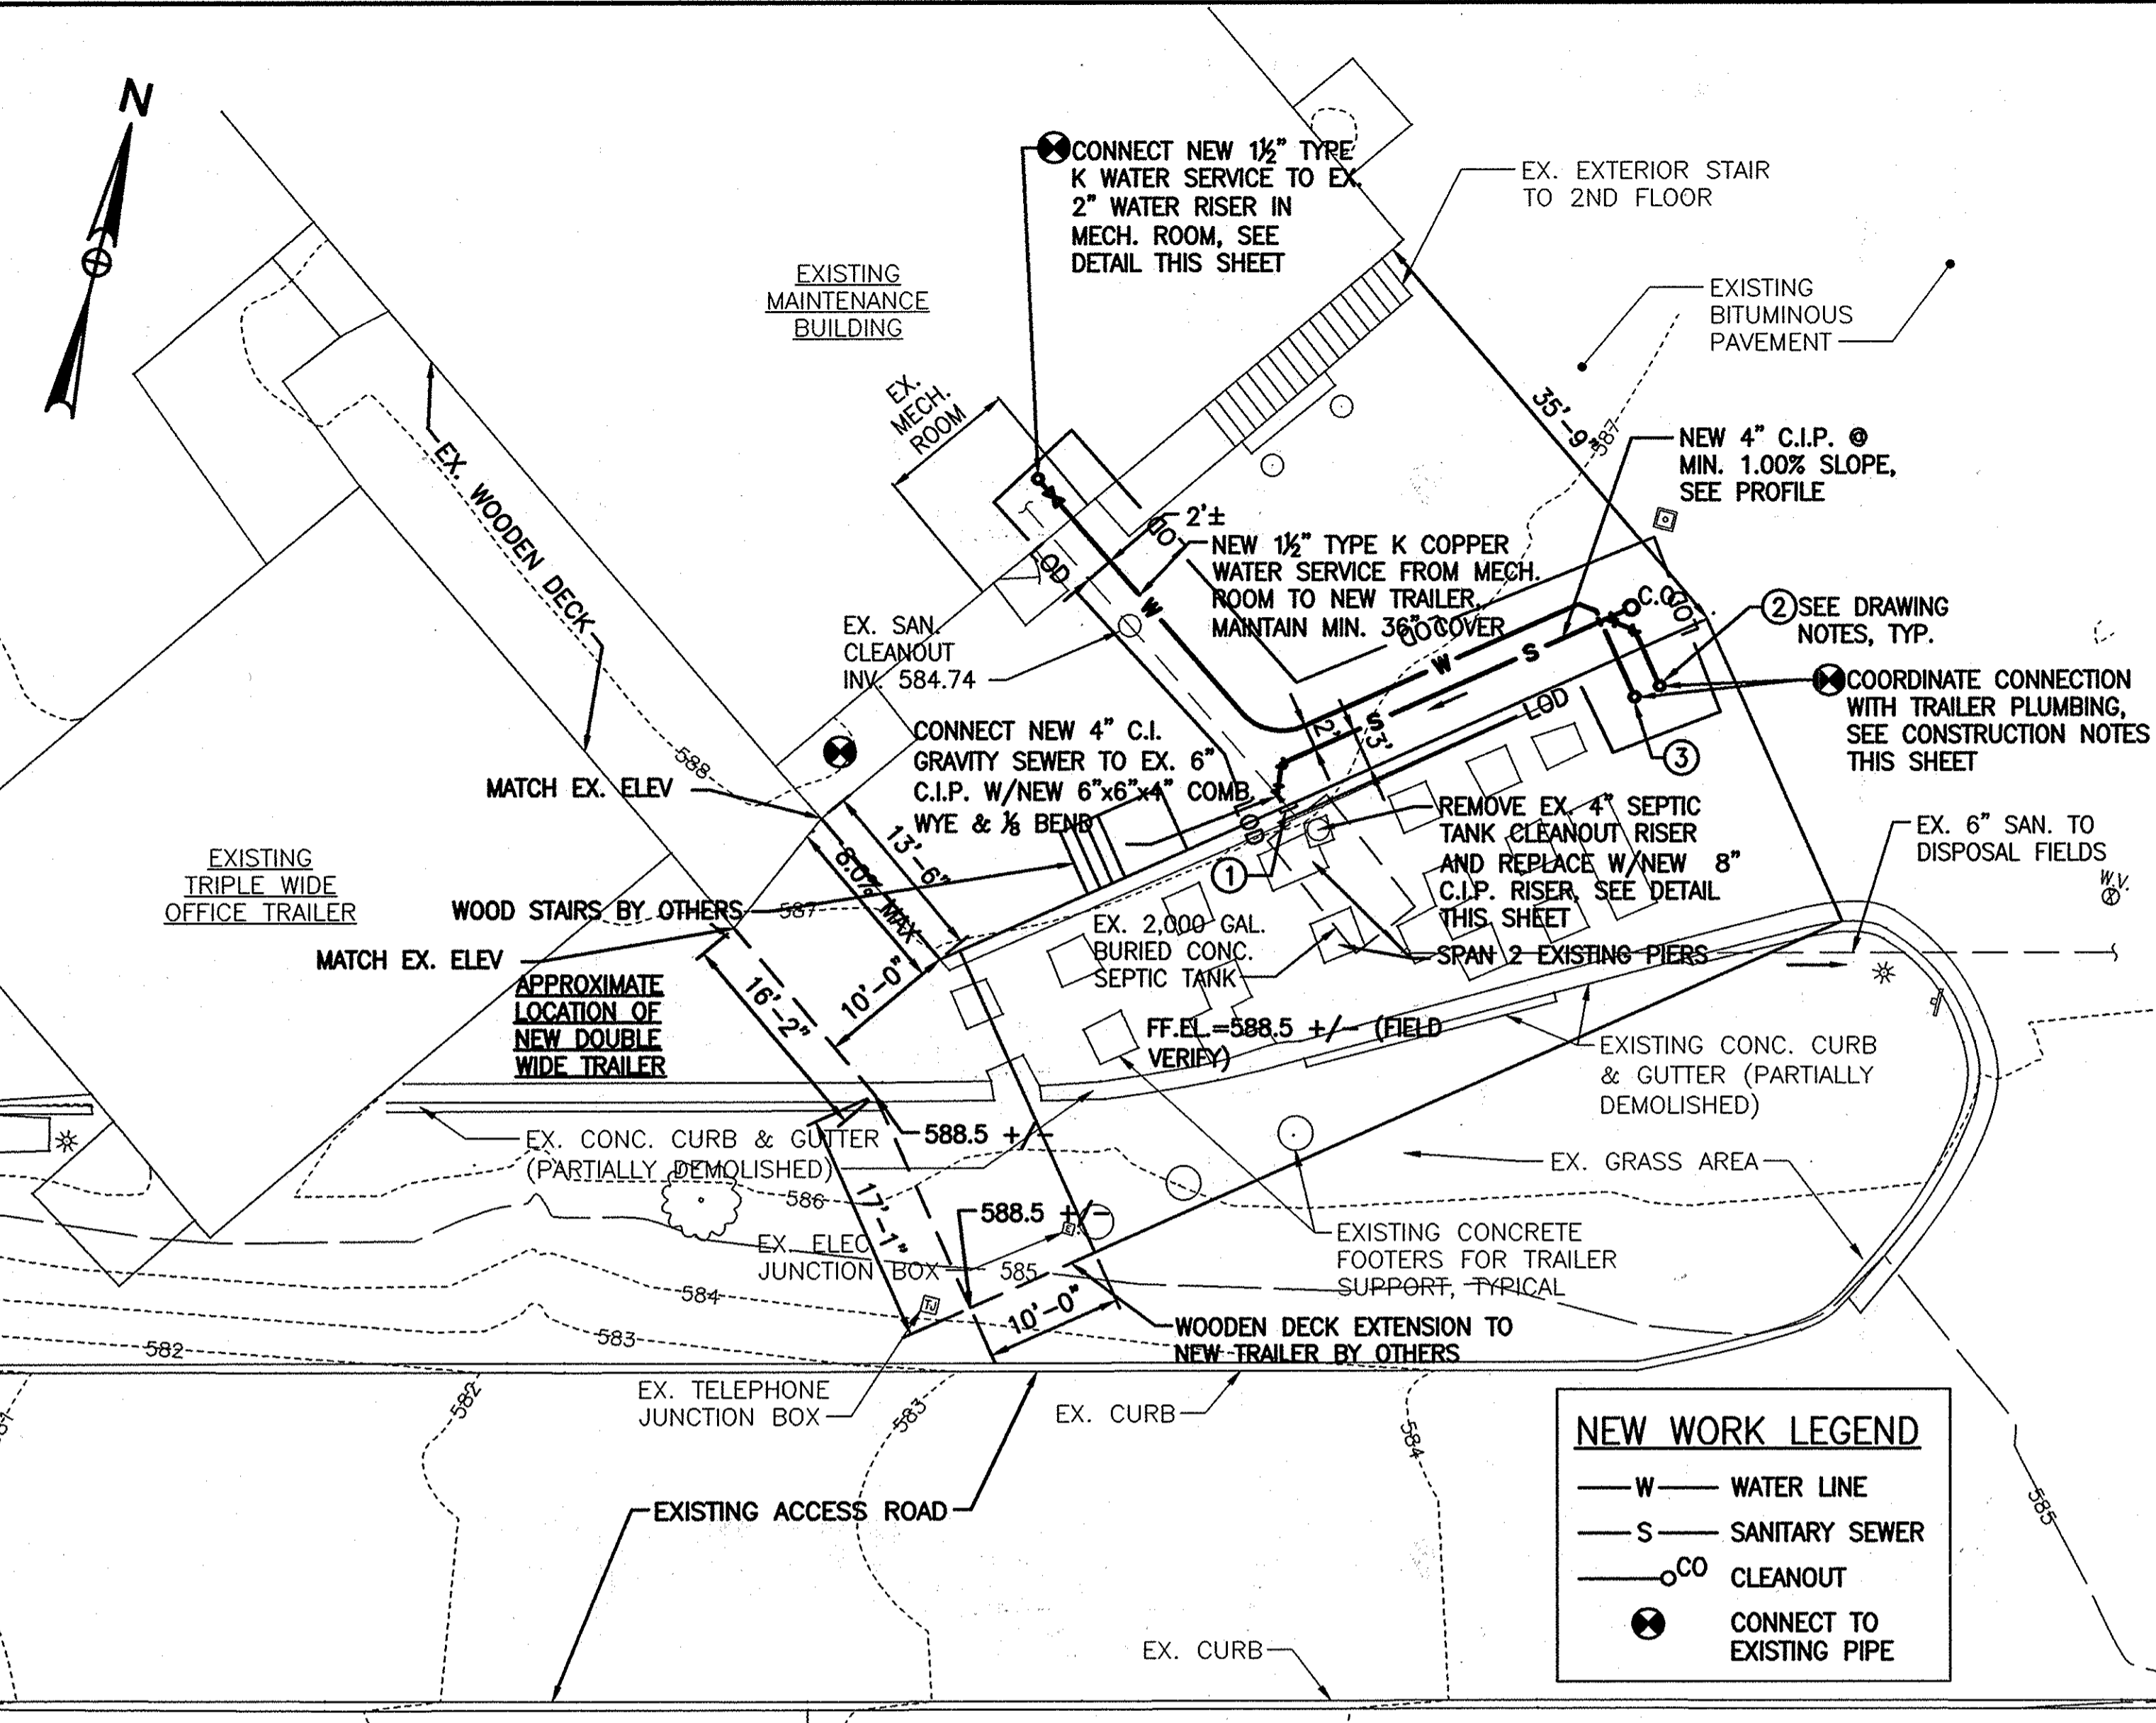 N
CONNECT NEW 1½" TYPE
K WATER SERVICE TO EX.
2" WATER RISER IN
MECH. ROOM, SEE
DETAIL THIS SHEET
EX. EXTERIOR STAIR
TO 2ND FLOOR
EXISTING
MAINTENANCE
BUILDING
EXISTING
BITUMINOUS
PAVEMENT
EX.
MECH.
ROOM
35'-9"
587
NEW 4" C.I.P. @
MIN. 1.00% SLOPE,
SEE PROFILE
EX. WOODEN DECK
2'±
LOD
LOD
NEW 1½" TYPE K COPPER
WATER SERVICE FROM MECH.
ROOM TO NEW TRAILER,
MAINTAIN MIN. 36" COVER
LOD
W
C.O.
LOD
2 SEE DRAWING
NOTES, TYP.
EX. SAN.
CLEANOUT
INV. 584.74
W
S
COORDINATE CONNECTION
WITH TRAILER PLUMBING,
SEE CONSTRUCTION NOTES
THIS SHEET
LOD
S
2'
3'
3
CONNECT NEW 4" C.I.
GRAVITY SEWER TO EX. 6"
C.I.P. W/NEW 6"x6"x4" COMB.
WYE & ⅛ BEND
588
MATCH EX. ELEV
13'-6"
8.0% MAX
LOD
1
REMOVE EX. 4" SEPTIC
TANK CLEANOUT RISER
AND REPLACE W/NEW 8"
C.I.P. RISER, SEE DETAIL
THIS SHEET
EX. 6" SAN. TO
DISPOSAL FIELDS
W.V.
EXISTING
TRIPLE WIDE
OFFICE TRAILER
WOOD STAIRS BY OTHERS
587
MATCH EX. ELEV
EX. 2,000 GAL.
BURIED CONC.
SEPTIC TANK
SPAN 2 EXISTING PIERS
APPROXIMATE
LOCATION OF
NEW DOUBLE
WIDE TRAILER
16'-2"
10'-0"
FF.EL.=588.5 +/- (FIELD
VERIFY)
EXISTING CONC. CURB
& GUTTER (PARTIALLY
DEMOLISHED)
EX. CONC. CURB & GUTTER
(PARTIALLY DEMOLISHED)
588.5 +/-
EX. GRASS AREA
586
17'-1"
588.5 +/-
E
EX. ELEC
JUNCTION BOX
585
EXISTING CONCRETE
FOOTERS FOR TRAILER
SUPPORT, TYPICAL
584
TJ
10'-0"
583
582
WOODEN DECK EXTENSION TO
NEW TRAILER BY OTHERS
EX. TELEPHONE
JUNCTION BOX
EX. CURB
582
583
584
585
EXISTING ACCESS ROAD
EX. CURB
NEW WORK LEGEND
W WATER LINE
S SANITARY SEWER
CO CLEANOUT
CONNECT TO
EXISTING PIPE